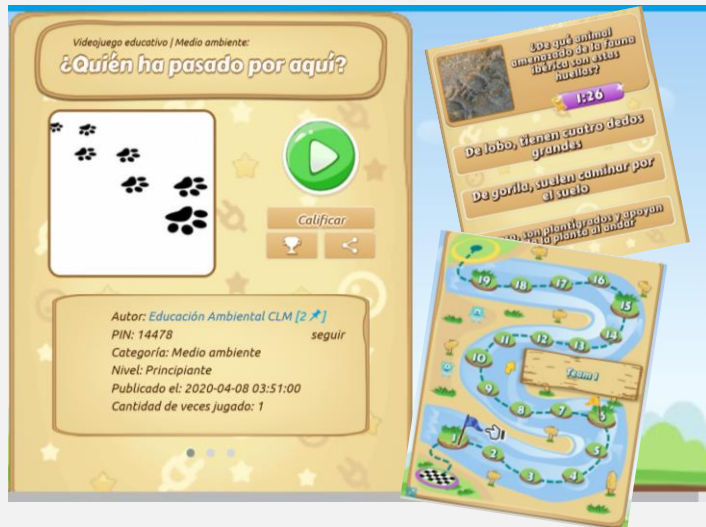 Videojuego educativo | Medio ambiente:
¿Quién ha pasado por aquí?
Calificar
Autor: Educación Ambiental CLM [2 📌]
PIN: 14478
seguir
Categoría: Medio ambiente
Nivel: Principiante
Publicado el: 2020-04-08 03:51:00
Cantidad de veces jugado: 1
¿De qué animal
amenazado de la fauna
ibérica son estas
huellas?
1:26
De lobo, tienen cuatro dedos
grandes
De gorila, suelen caminar por
el suelo
son plantígrados y apoyan
la planta al andar
19
18
17
16
15
14
13
12
11
10
Team 1
9
8
7
5
1
2
3
4